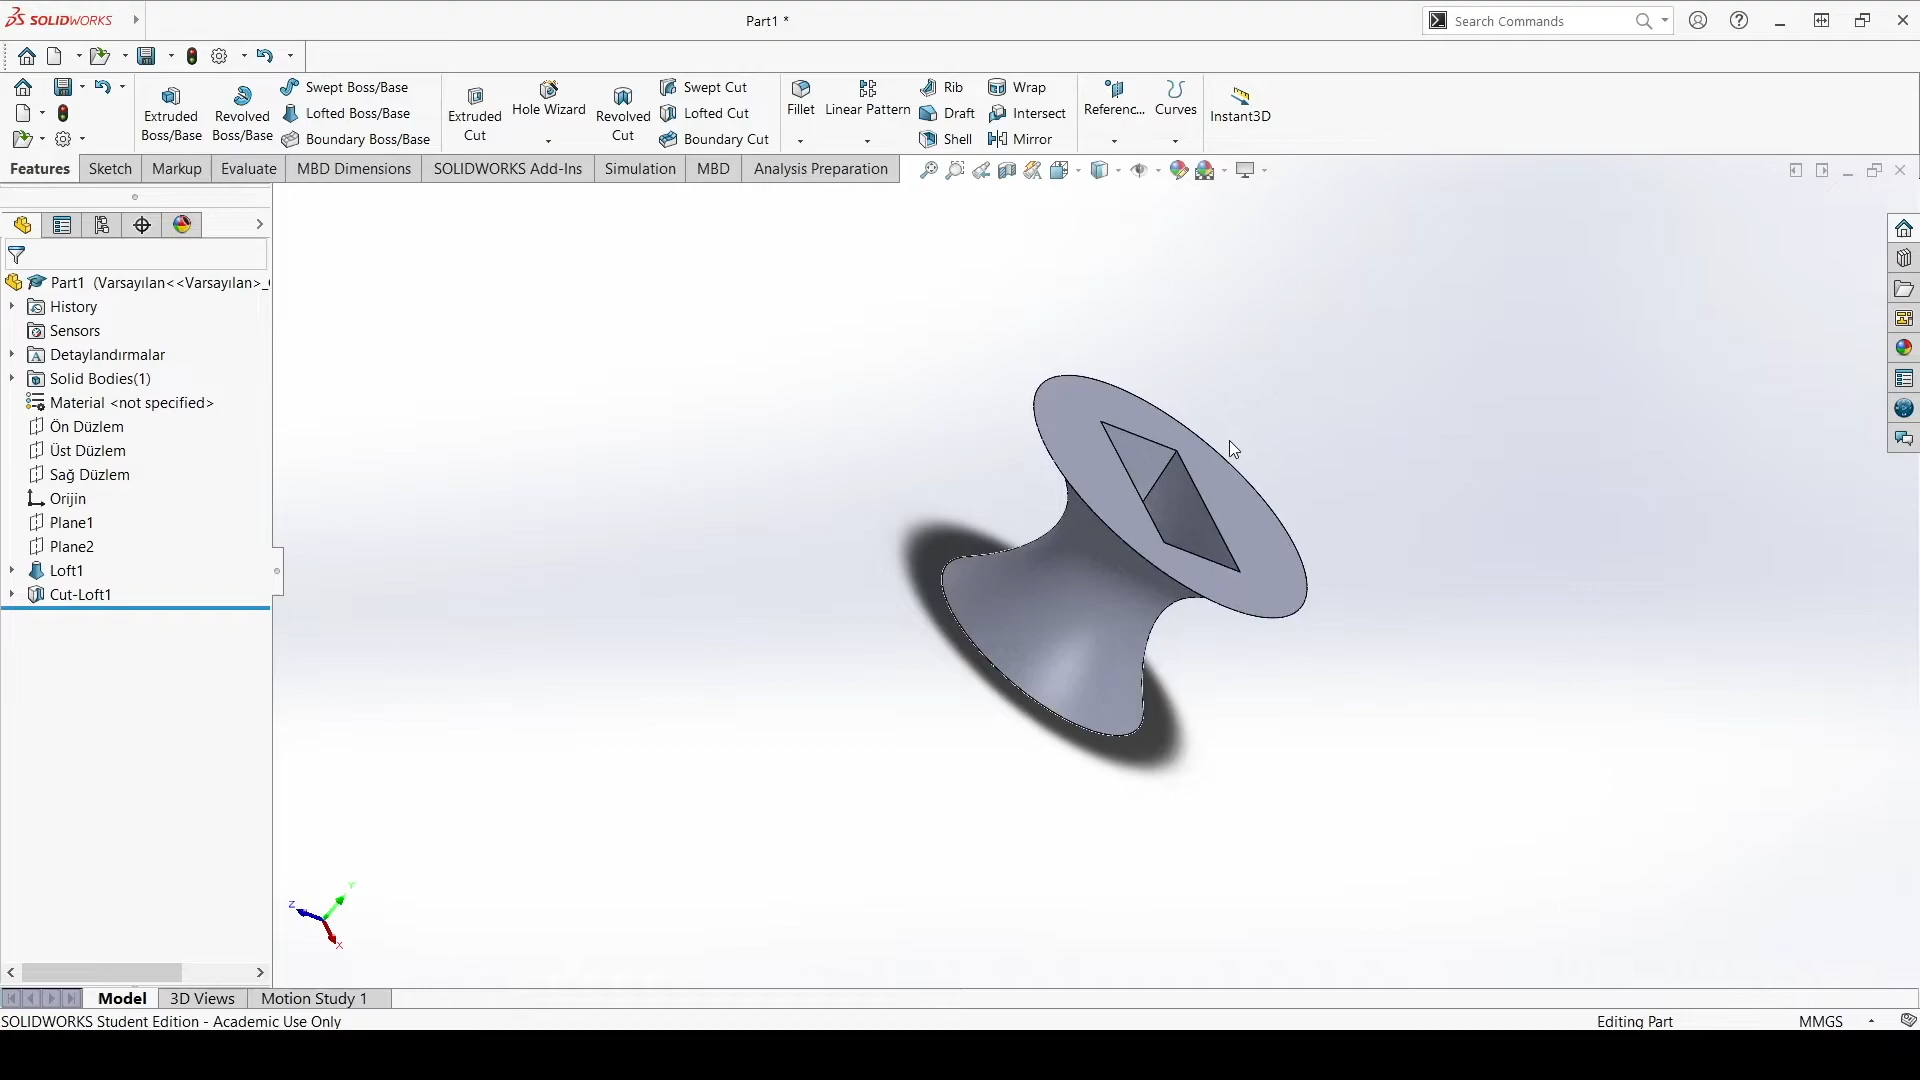 SOLIDWORKS
Part1 *
Search Commands
Extruded Boss/Base
Revolved Boss/Base
Swept Boss/Base
Lofted Boss/Base
Boundary Boss/Base
Extruded Cut
Hole Wizard
Revolved Cut
Swept Cut
Lofted Cut
Boundary Cut
Fillet
Linear Pattern
Rib
Draft
Shell
Wrap
Intersect
Mirror
Referenc...
Curves
Instant3D
Features
Sketch
Markup
Evaluate
MBD Dimensions
SOLIDWORKS Add-Ins
Simulation
MBD
Analysis Preparation
Part1 (Varsayılan<<Varsayılan>_
History
Sensors
Detaylandırmalar
Solid Bodies(1)
Material <not specified>
Ön Düzlem
Üst Düzlem
Sağ Düzlem
Orijin
Plane1
Plane2
Loft1
Cut-Loft1
Y
Z
X
Model
3D Views
Motion Study 1
SOLIDWORKS Student Edition - Academic Use Only
Editing Part
MMGS